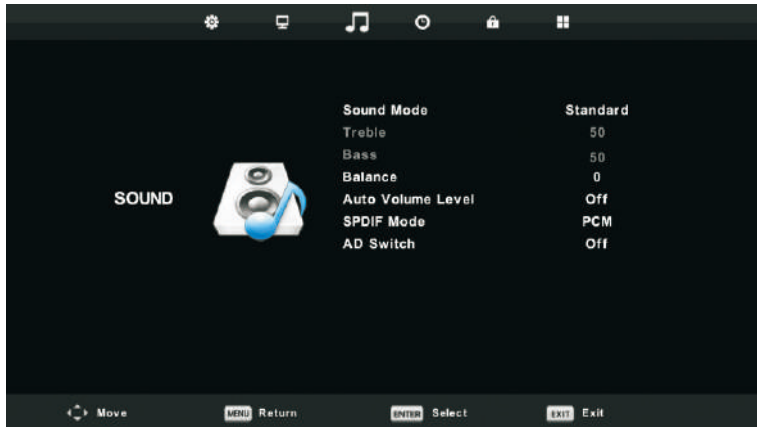 Sound Mode Standard
Treble 50
Bass 50
Balance 0
SOUND
Auto Volume Level Off
SPDIF Mode PCM
AD Switch Off
Move MENU Return ENTER Select EXIT Exit